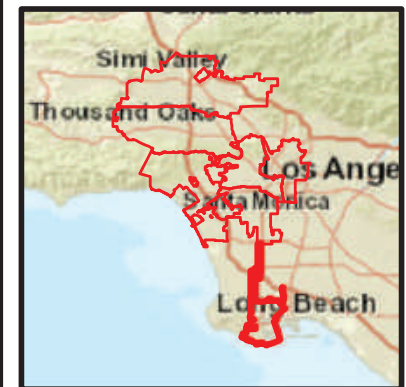 Simi Valley
Thousand Oaks
Los Ange
Santa Monica
Long Beach